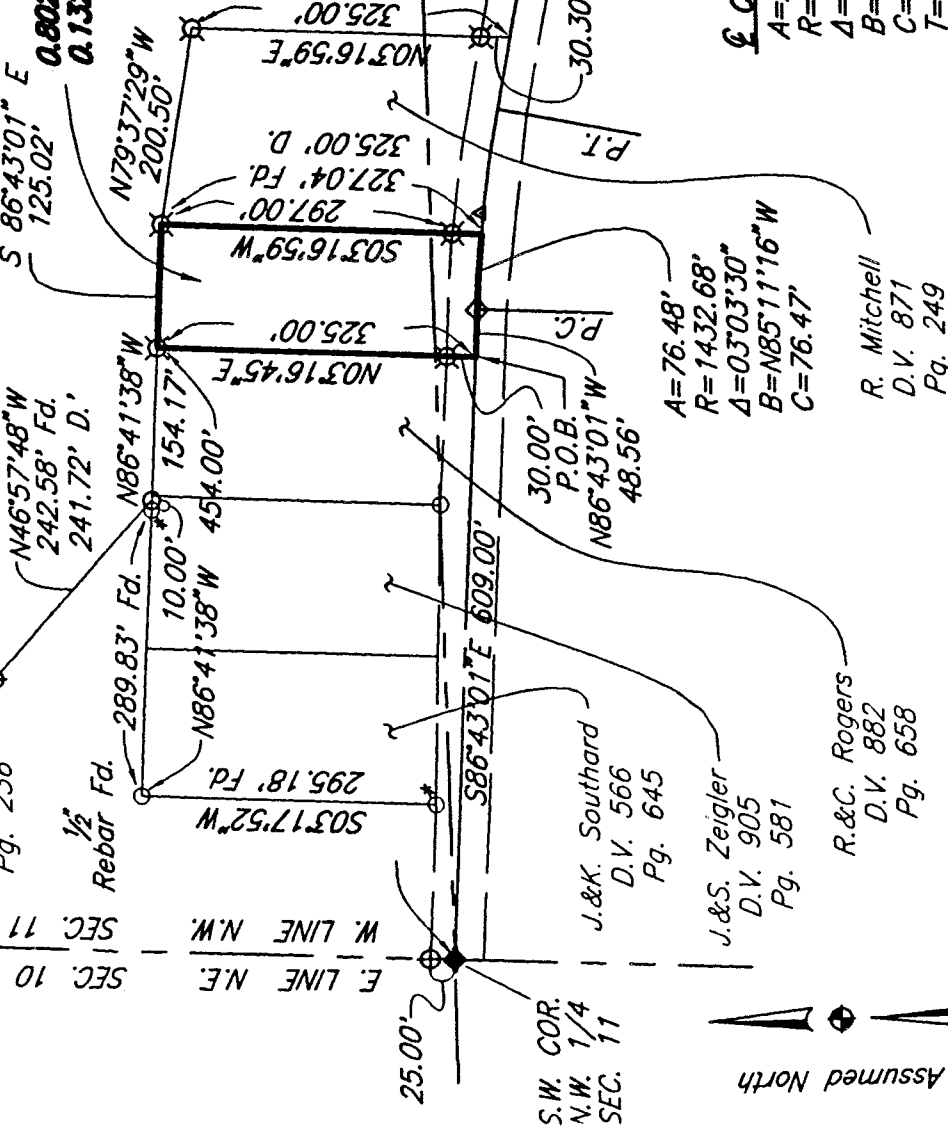 Pg. 256
1/2"
Rebar Fd.
289.83' Fd.
N86°41'38"W
S03°17'52"W
295.18' Fd.
N46°57'48"W
242.58' Fd.
241.72' D.'
N86°41'38"W
154.17'
454.00'
10.00'
S 86°43'01" E
125.02'
0.802
N79°37'29"W
200.50'
N03°16'59"E
325.00'
N03°16'45"E
325.00'
S03°16'59"W
297.00'
327.04' Fd.
325.00' D.
30.30
SEC. 10
SEC. 11
E. LINE N.E.
W. LINE N.W.
25.00'
S.W. COR.
N.W. 1/4
SEC. 11
S86°43'01"E 609.00'
30.00'
P.O.B.
N86°43'01"W
48.56'
P.C.
P.T.
A=76.48'
R=1432.68'
Δ=03°03'30"
B=N85°11'16"W
C=76.47'
A=
R=
Δ=
B=
C=
T=
J.&K. Southard
D.V. 566
Pg. 645
J.&S. Zeigler
D.V. 905
Pg. 581
R.&C. Rogers
D.V. 882
Pg. 658
R. Mitchell
D.V. 871
Pg. 249
Assumed North